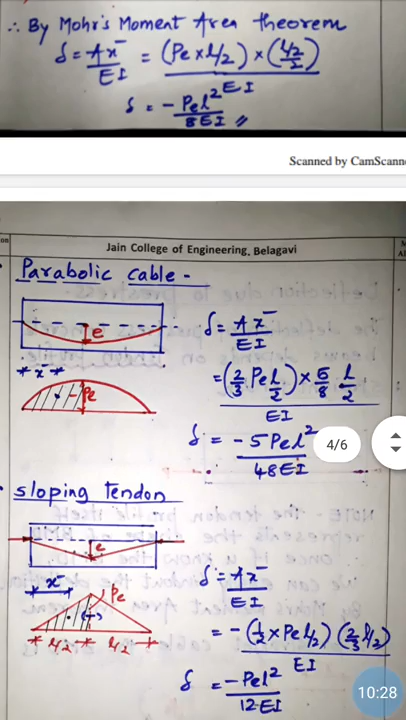 ∴ By Mohr's Moment Area theorem
δ = Ax̄/EI = (Pe x l/2) x (l/2/2)/EI
δ = -Pel²/8EI //
Scanned by CamScann
Jain College of Engineering, Belagavi
Parabolic cable -
e
δ = Ax̄/EI
x̄
Pe
= (2/3 Pe l/2) x 5/8 l/2/EI
δ = -5Pel²/48EI
4/6
sloping Tendon
e
δ = Ax̄/EI
x̄
Pe
= -(1/2 x Pe l/2) (2/3 l/2)/EI
l/2 l/2
δ = -Pel²/12EI
10:28